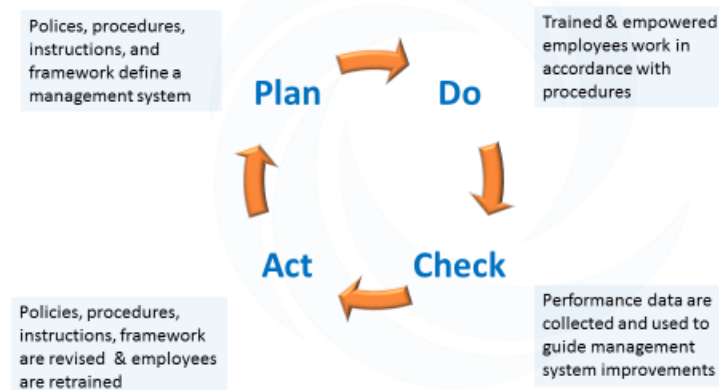 Polices, procedures,
instructions, and
framework define a
management system
Trained & empowered
employees work in
accordance with
procedures
Plan
Do
Act
Check
Policies, procedures,
instructions, framework
are revised & employees
are retrained
Performance data are
collected and used to
guide management
system improvements